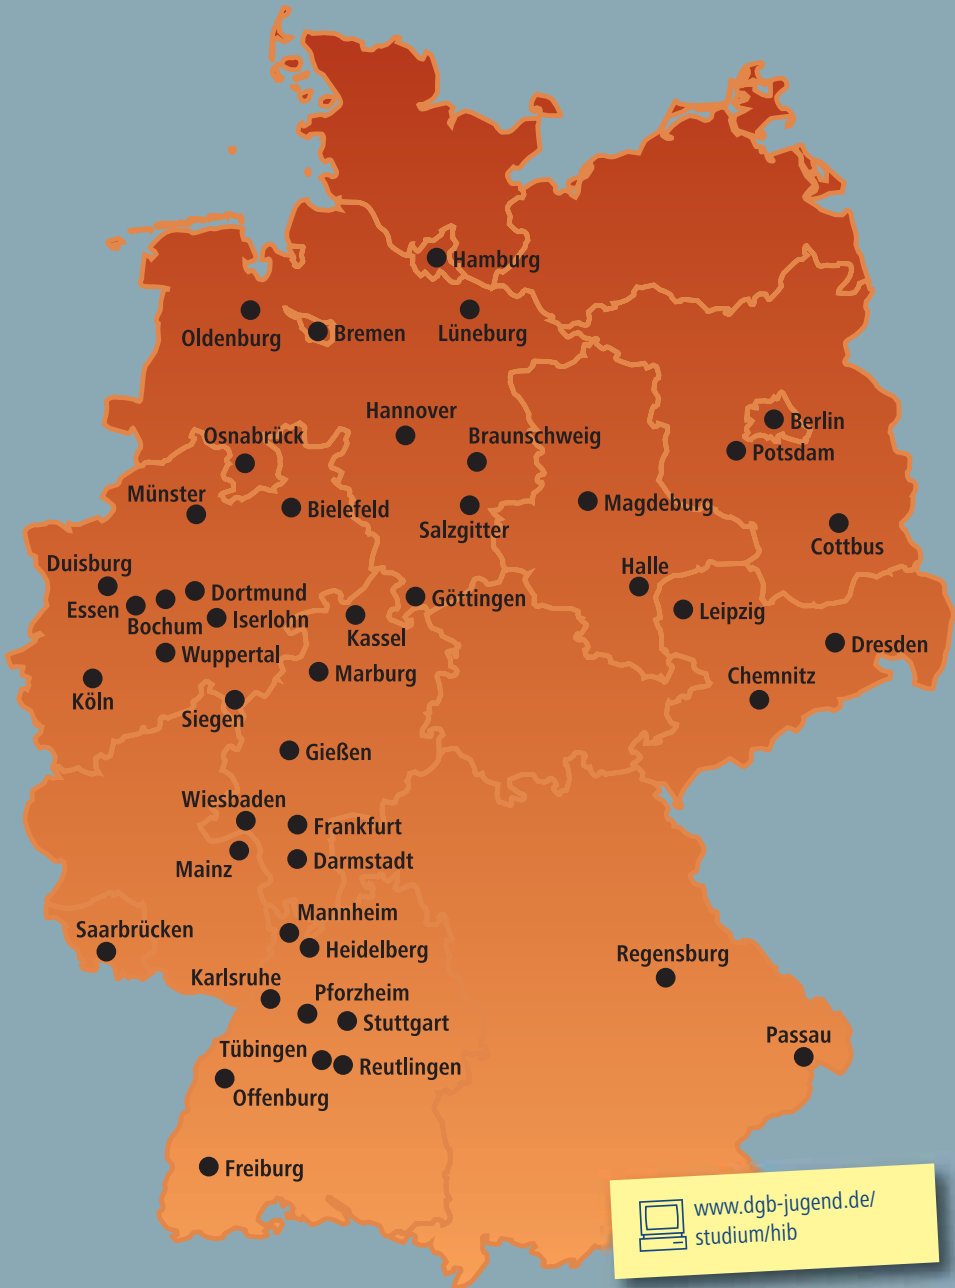 Hamburg
Oldenburg
Bremen
Lüneburg
Hannover
Osnabrück
Braunschweig
Berlin
Potsdam
Münster
Bielefeld
Salzgitter
Magdeburg
Cottbus
Duisburg
Halle
Essen
Dortmund
Bochum
Iserlohn
Göttingen
Kassel
Leipzig
Wuppertal
Marburg
Dresden
Köln
Siegen
Chemnitz
Gießen
Wiesbaden
Frankfurt
Mainz
Darmstadt
Mannheim
Saarbrücken
Heidelberg
Regensburg
Karlsruhe
Pforzheim
Stuttgart
Passau
Tübingen
Reutlingen
Offenburg
Freiburg
www.dgb-jugend.de/
studium/hib